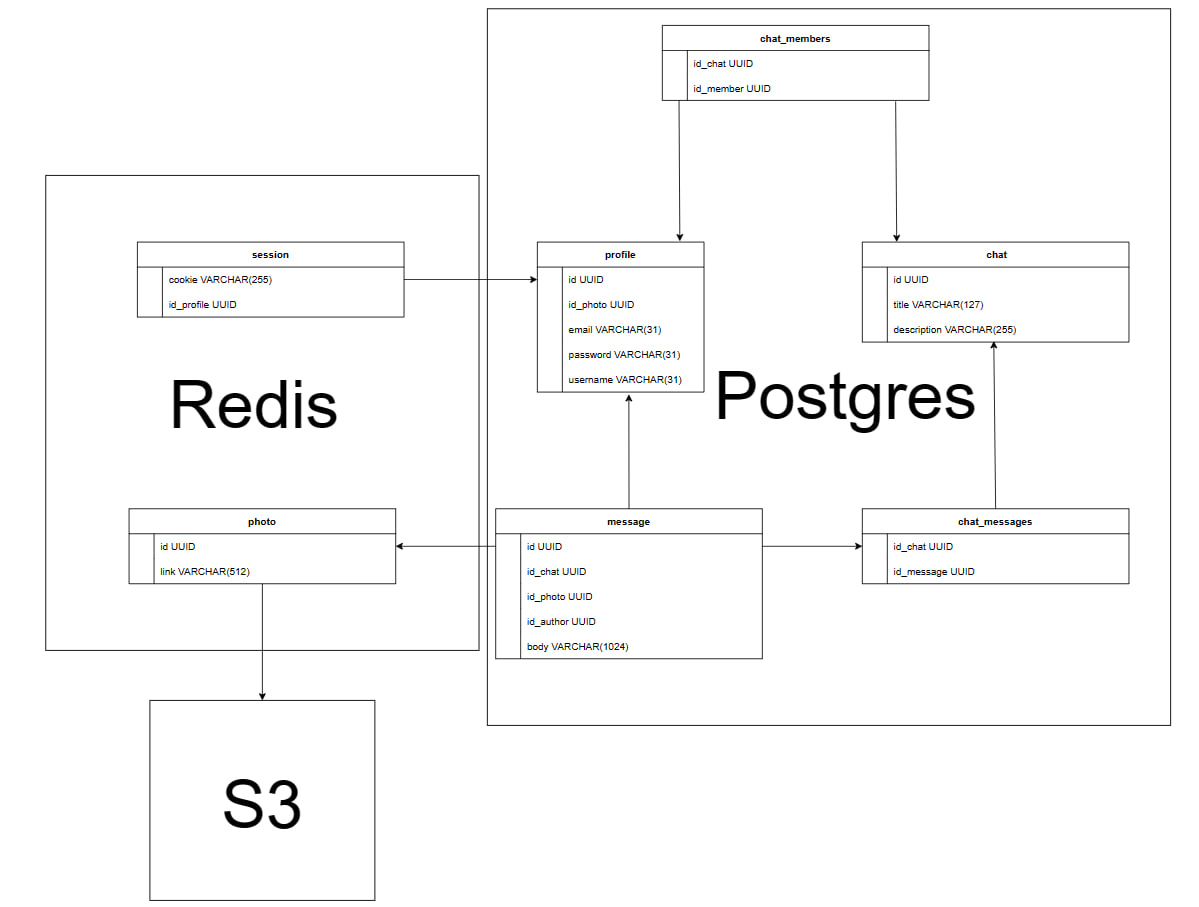 chat_members
id_chat UUID
id_member UUID
session
cookie VARCHAR(255)
id_profile UUID
profile
id UUID
id_photo UUID
email VARCHAR(31)
password VARCHAR(31)
username VARCHAR(31)
chat
id UUID
title VARCHAR(127)
description VARCHAR(255)
Redis
Postgres
photo
id UUID
link VARCHAR(512)
message
id UUID
id_chat UUID
id_photo UUID
id_author UUID
body VARCHAR(1024)
chat_messages
id_chat UUID
id_message UUID
S3